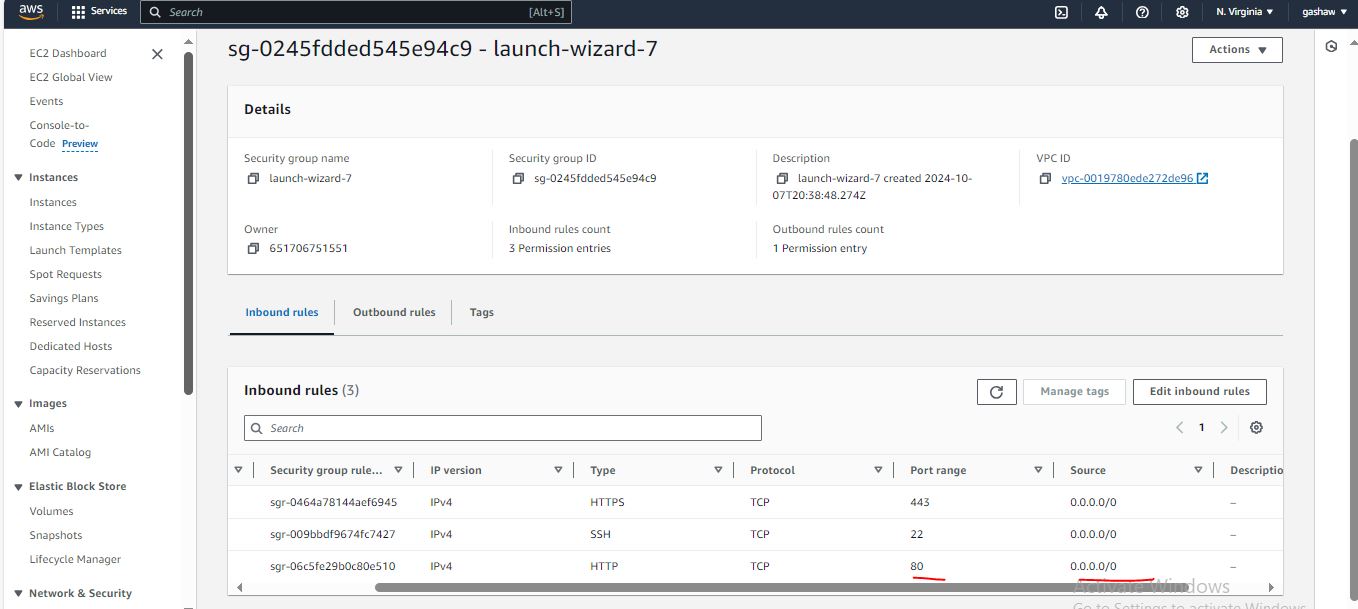 aws Services Search [Alt+S] N. Virginia gashaw
EC2 Dashboard
EC2 Global View
Events
Console-to-
Code Preview
Instances
Instances
Instance Types
Launch Templates
Spot Requests
Savings Plans
Reserved Instances
Dedicated Hosts
Capacity Reservations
Images
AMIs
AMI Catalog
Elastic Block Store
Volumes
Snapshots
Lifecycle Manager
Network & Security
sg-0245fdded545e94c9 - launch-wizard-7
Actions
Details
Security group name
launch-wizard-7
Security group ID
sg-0245fdded545e94c9
Description
launch-wizard-7 created 2024-10-
07T20:38:48.274Z
VPC ID
vpc-0019780ede272de96
Owner
651706751551
Inbound rules count
3 Permission entries
Outbound rules count
1 Permission entry
Inbound rules Outbound rules Tags
Inbound rules (3)
Manage tags Edit inbound rules
Search
1
Security group rule... IP version Type Protocol Port range Source Descriptio
sgr-0464a78144aef6945 IPv4 HTTPS TCP 443 0.0.0.0/0 –
sgr-009bbdf9674fc7427 IPv4 SSH TCP 22 0.0.0.0/0 –
sgr-06c5fe29b0c80e510 IPv4 HTTP TCP 80 0.0.0.0/0 –
Activate Windows
Go to Settings to activate Windows.